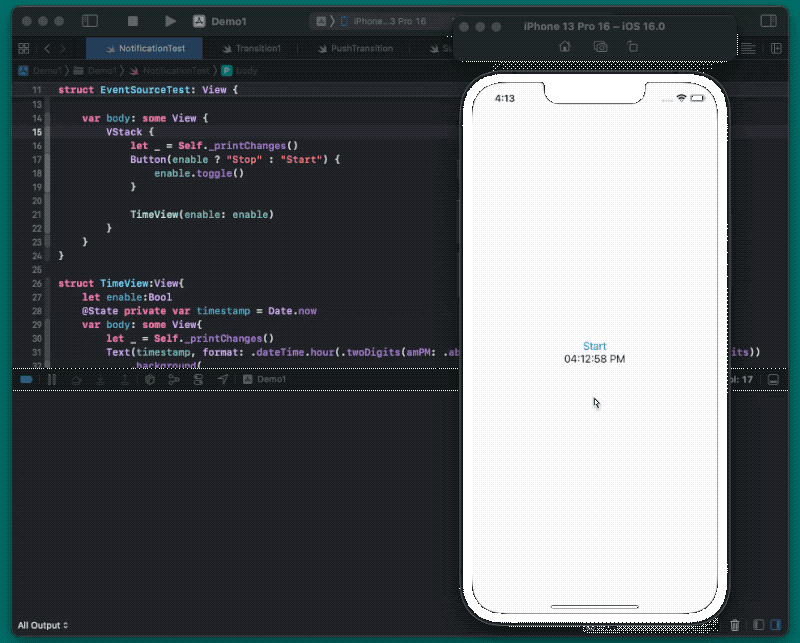 Demo1
iPhone...3 Pro 16
iPhone 13 Pro 16 – iOS 16.0
NotificationTest
Transition1
PushTransition
Demo1 〉 Demo1 〉 NotificationTest 〉 P body
11 struct EventSourceTest: View {
13
14 var body: some View {
15 VStack {
16 let _ = Self._printChanges()
17 Button(enable ? "Stop" : "Start") {
18 enable.toggle()
19 }
20
21 TimeView(enable: enable)
22 }
23 }
24 }
25
26 struct TimeView:View{
27 let enable:Bool
28 @State private var timestamp = Date.now
29 var body: some View{
30 let _ = Self._printChanges()
31 Text(timestamp, format: .dateTime.hour(.twoDigits(amPM: .ab
its))
32 .background(
Demo1
ol: 17
4:13
Start
04:12:58 PM
All Output